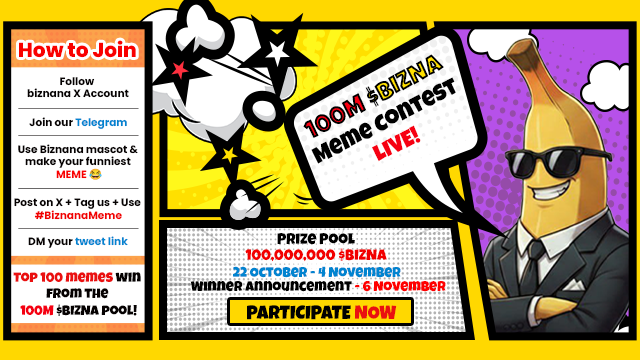 How to Join
Follow
biznana X Account
Join our Telegram
Use Biznana mascot &
make your funniest
MEME 😂
Post on X + Tag us + Use
#BiznanaMeme
DM your tweet link
TOP 100 MEMES WIN
FROM THE
100M $BIZNA POOL!
100M $BIZNA
MEME CONTEST
LIVE!
PRIZE POOL
100,000,000 $BIZNA
22 OCTOBER - 4 NOVEMBER
WINNER ANNOUNCEMENT - 6 NOVEMBER
PARTICIPATE NOW